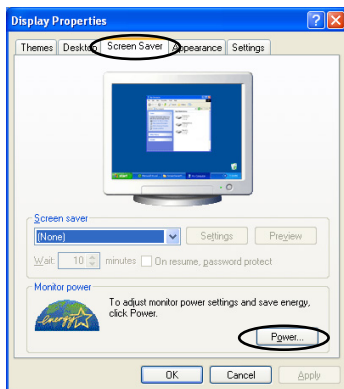 Display Properties
Themes Desktop Screen Saver Appearance Settings
Screen saver
(None) Settings Preview
Wait: 10 minutes On resume, password protect
Monitor power
To adjust monitor power settings and save energy,
click Power.
energy
Power...
OK Cancel Apply